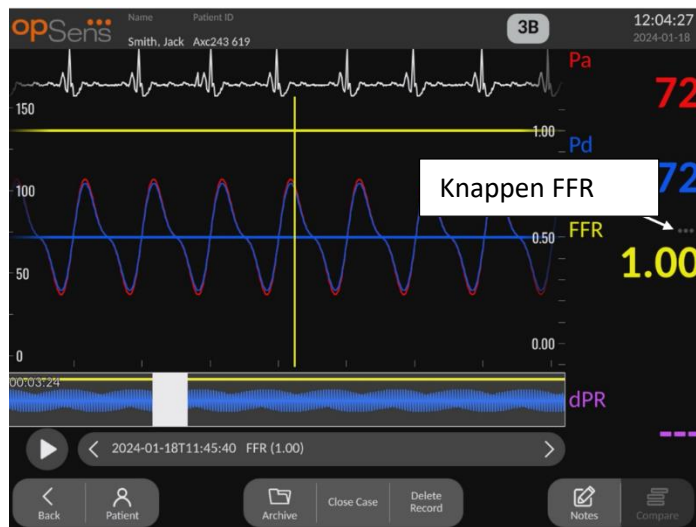 opSens
Name Patient ID
Smith, Jack Axc243 619
3B
12:04:27
2024-01-18
Pa
72
150
1.00
Pd
72
Knappen FFR
100
0.50
FFR
...
1.00
50
0.00
0
00:03:24
dPR
---
2024-01-18T11:45:40 FFR (1.00)
Back
Patient
Archive
Close Case
Delete
Record
Notes
Compare